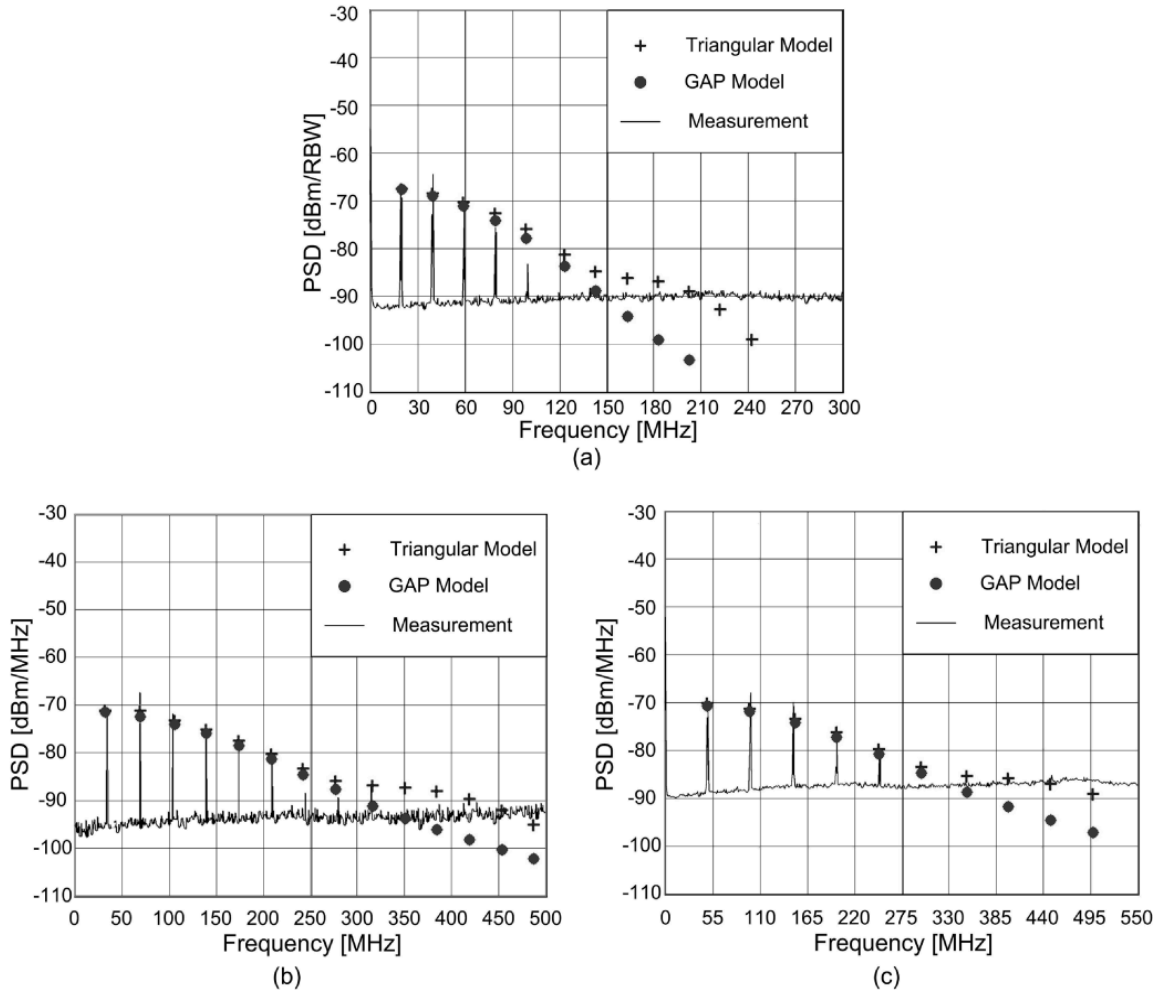 -30
-40
-50
-60
-70
-80
-90
-100
-110
PSD [dBm/RBW]
Triangular Model
GAP Model
Measurement
0 30 60 90 120 150 180 210 240 270 300
Frequency [MHz]
(a)
-30
-40
-50
-60
-70
-80
-90
-100
-110
PSD [dBm/MHz]
Triangular Model
GAP Model
Measurement
0 50 100 150 200 250 300 350 400 450 500
Frequency [MHz]
(b)
-30
-40
-50
-60
-70
-80
-90
-100
-110
PSD [dBm/MHz]
Triangular Model
GAP Model
Measurement
0 55 110 165 220 275 330 385 440 495 550
Frequency [MHz]
(c)